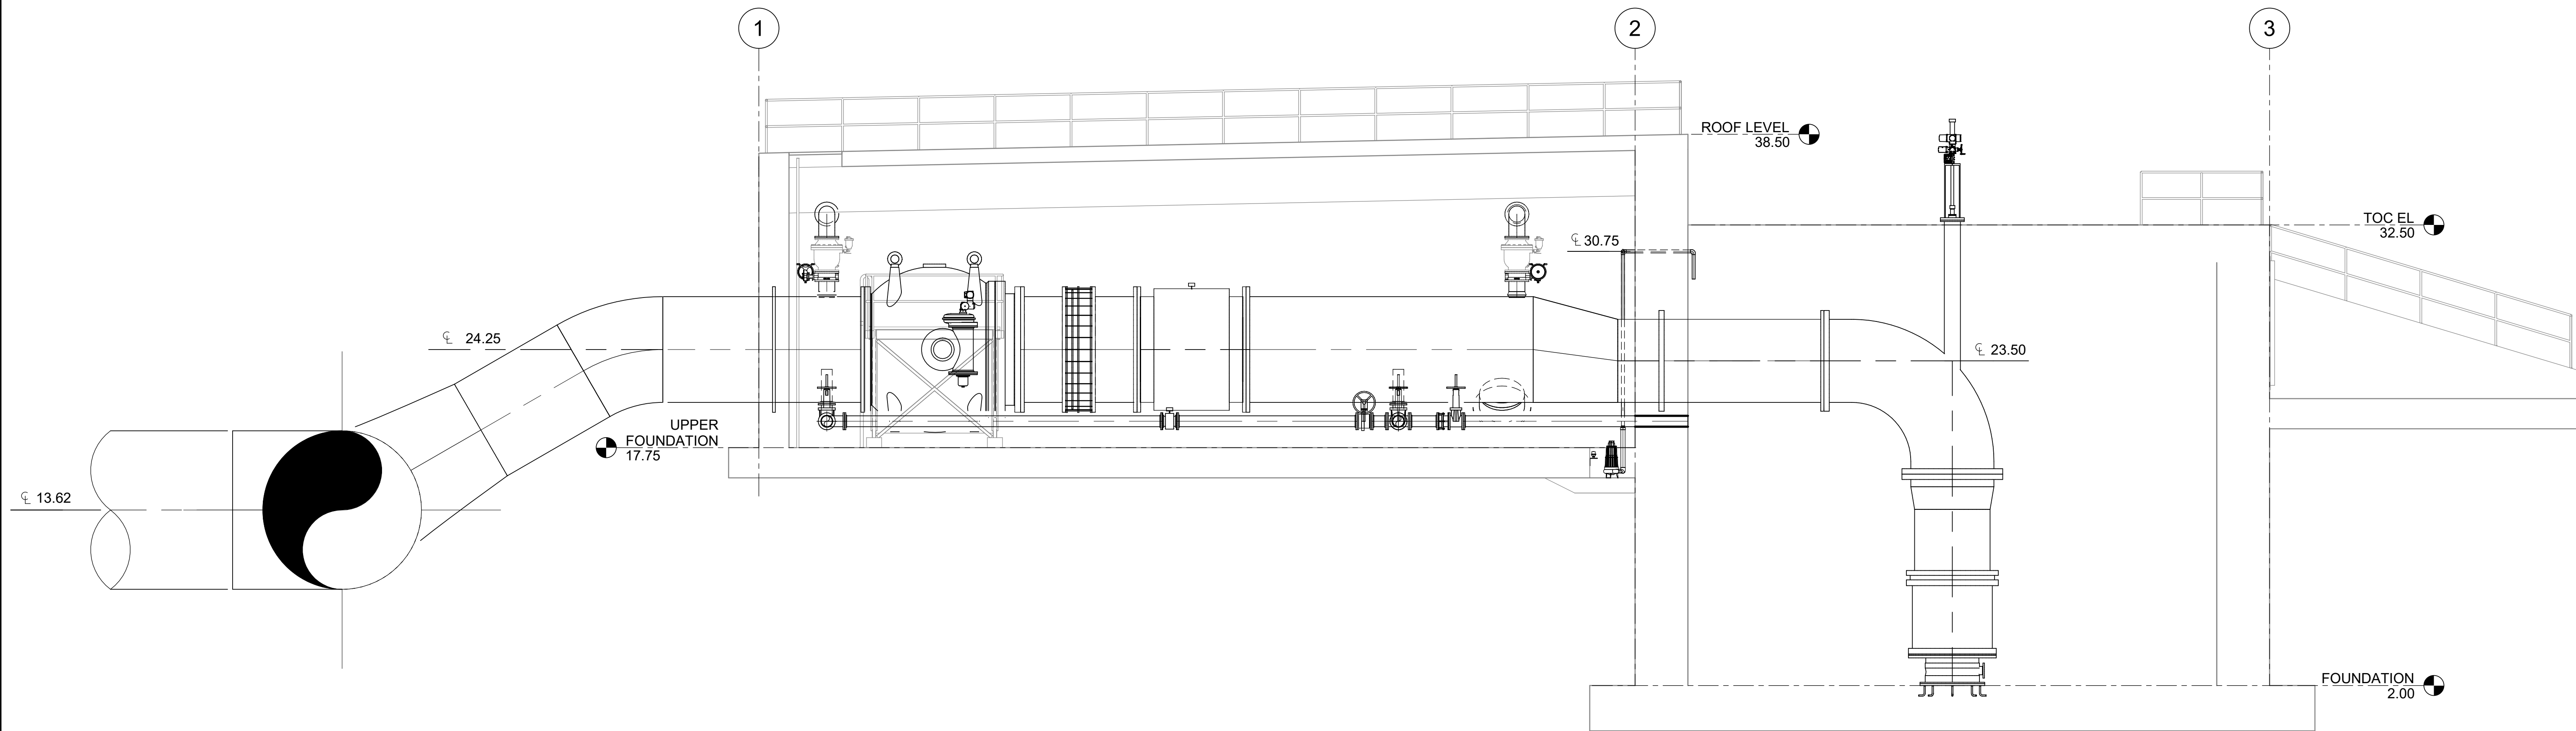 1
2
3
ROOF LEVEL
38.50
TOC EL
32.50
℄ 30.75
℄ 24.25
℄ 23.50
UPPER
FOUNDATION
17.75
℄ 13.62
FOUNDATION
2.00